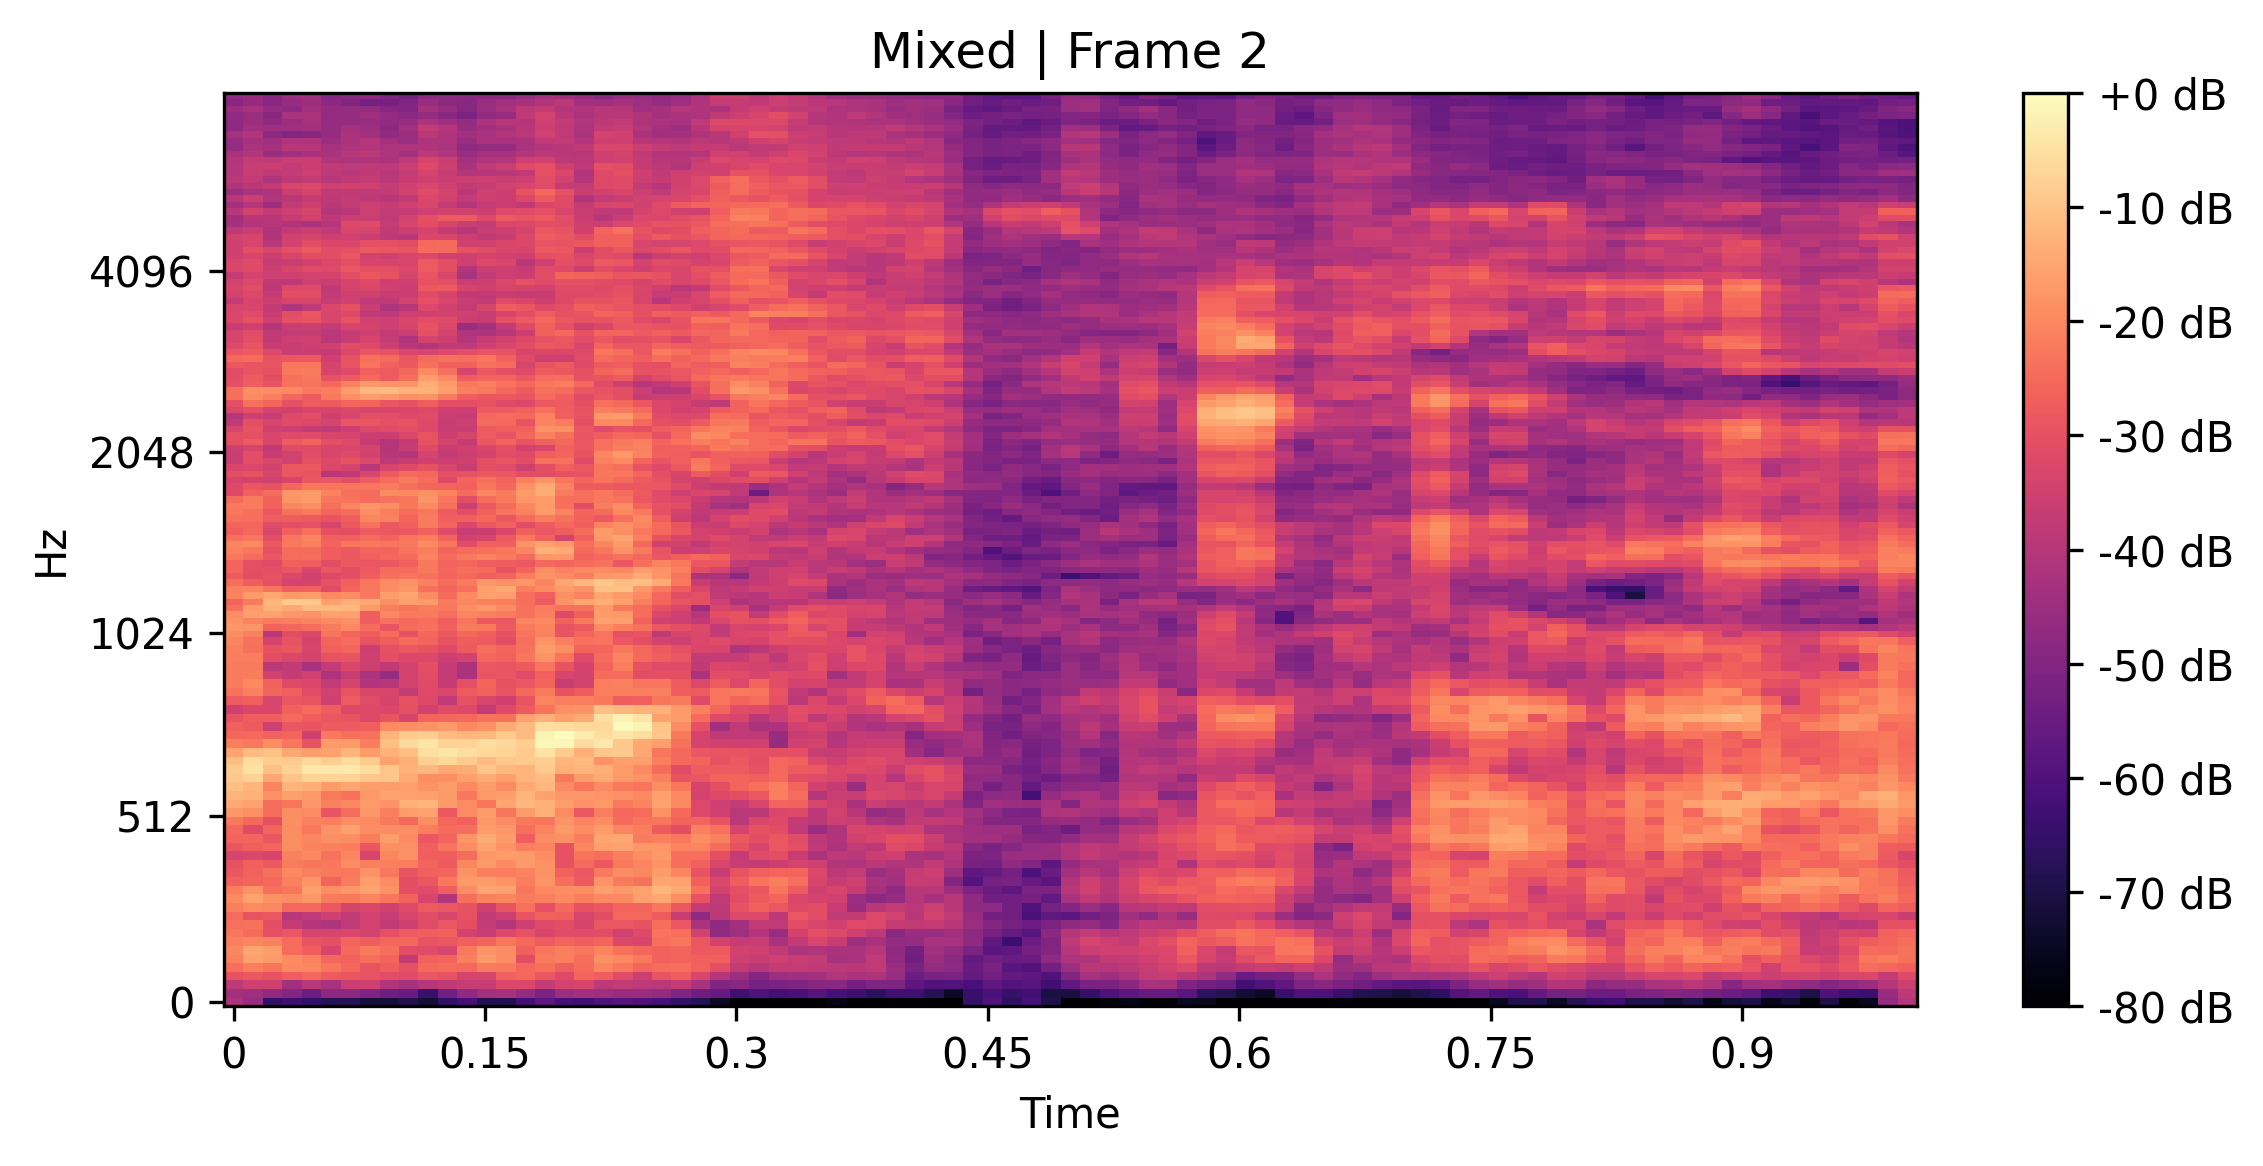 Mixed | Frame 2
+0 dB
-10 dB
-20 dB
-30 dB
-40 dB
-50 dB
-60 dB
-70 dB
-80 dB
Hz
4096
2048
1024
512
0
0 0.15 0.3 0.45 0.6 0.75 0.9
Time